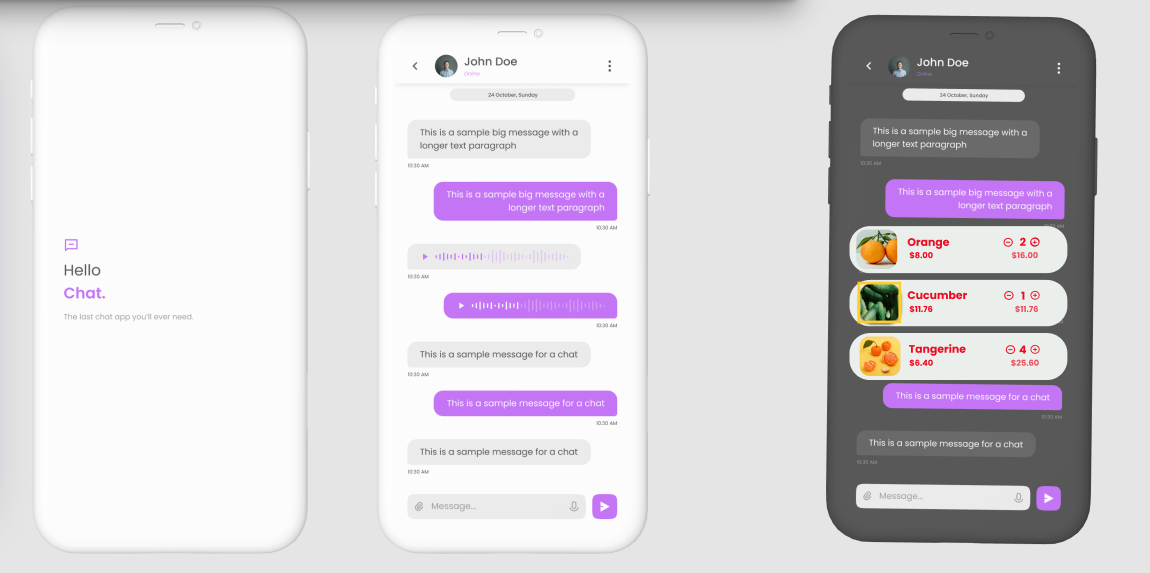 Hello
Chat.
The last chat app you'll ever need.
John Doe
Online
24 October, Sunday
This is a sample big message with a
longer text paragraph
10:30 AM
This is a sample big message with a
longer text paragraph
10:30 AM
10:30 AM
10:30 AM
This is a sample message for a chat
10:30 AM
This is a sample message for a chat
10:30 AM
This is a sample message for a chat
10:30 AM
Message...
John Doe
Online
24 October, Sunday
This is a sample big message with a
longer text paragraph
10:30 AM
This is a sample big message with a
longer text paragraph
Orange 2
$8.00 $16.00
Cucumber 1
$11.76 $11.76
Tangerine 4
$6.40 $25.60
This is a sample message for a chat
10:30 AM
This is a sample message for a chat
10:30 AM
Message...